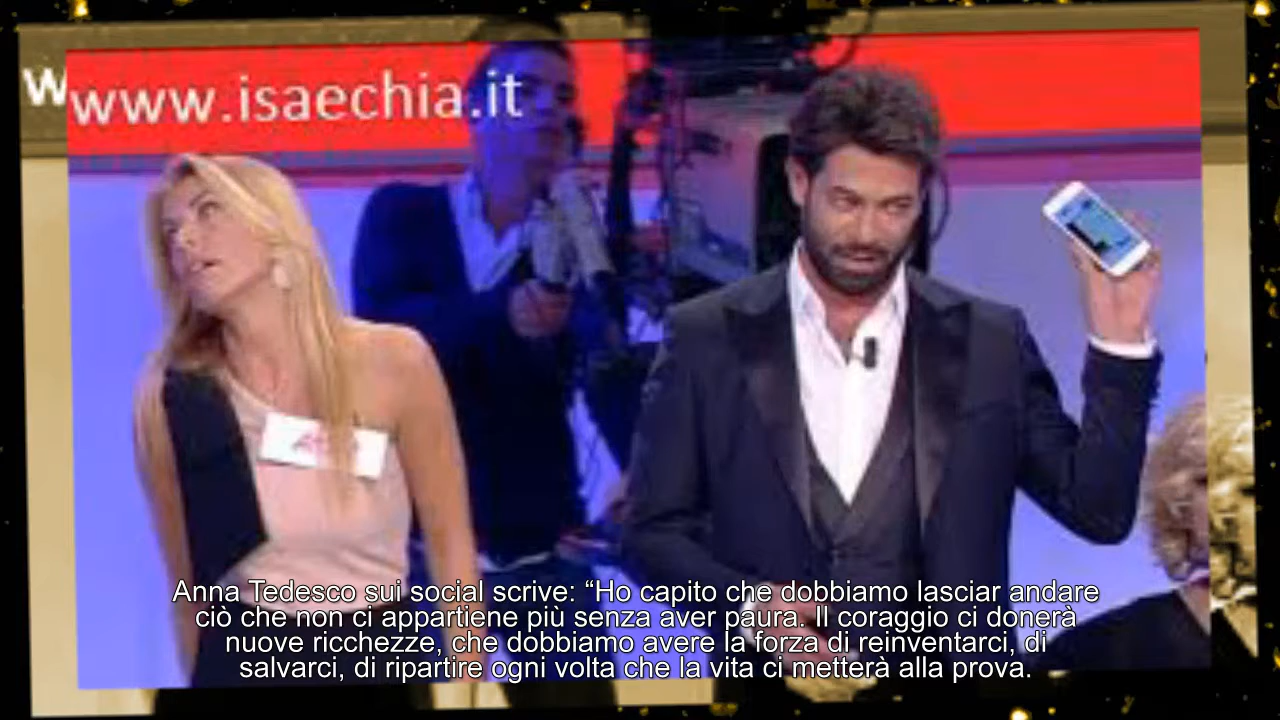 w
www.isaechia.it
Anna Tedesco sui social scrive: “Ho capito che dobbiamo lasciar andare
ciò che non ci appartiene più senza aver paura. Il coraggio ci donerà
nuove ricchezze, che dobbiamo avere la forza di reinventarci, di
salvarci, di ripartire ogni volta che la vita ci metterà alla prova.